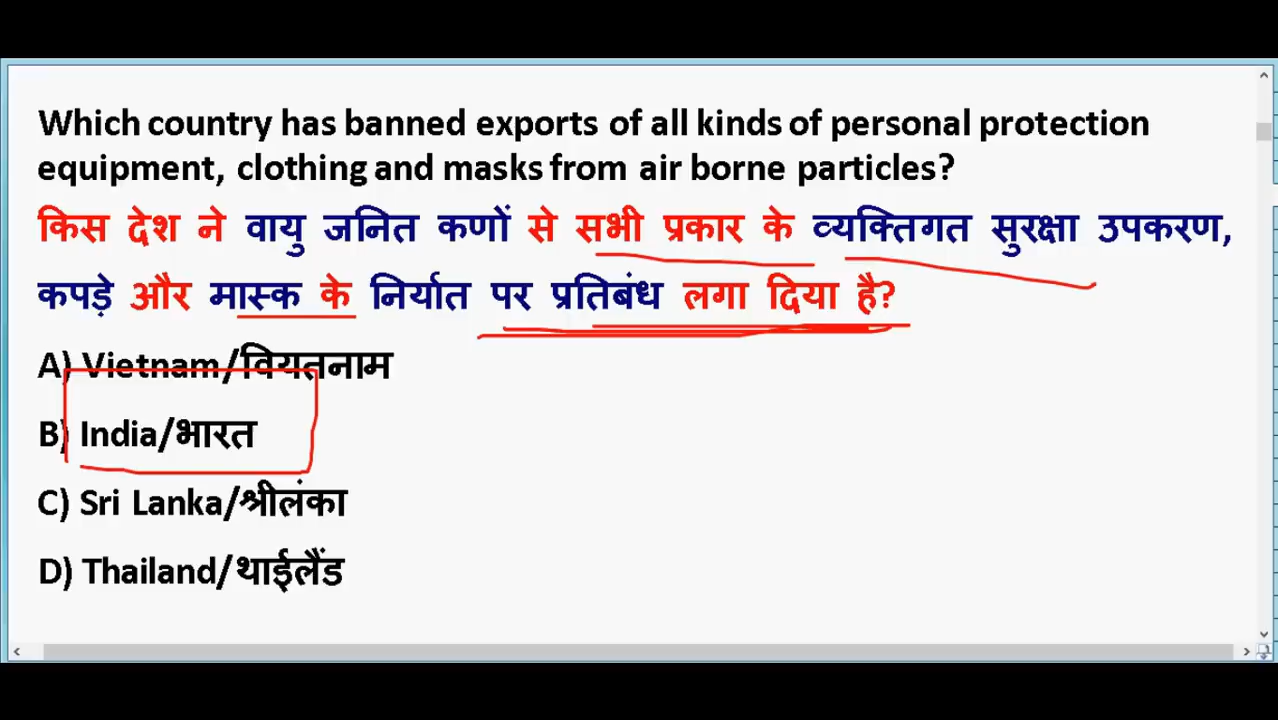 Which country has banned exports of all kinds of personal protection
equipment, clothing and masks from air borne particles?
किस देश ने वायु जनित कणों से सभी प्रकार के व्यक्तिगत सुरक्षा उपकरण,
कपड़े और मास्क के निर्यात पर प्रतिबंध लगा दिया है?
A) Vietnam/वियतनाम
B) India/भारत
C) Sri Lanka/श्रीलंका
D) Thailand/थाईलैंड